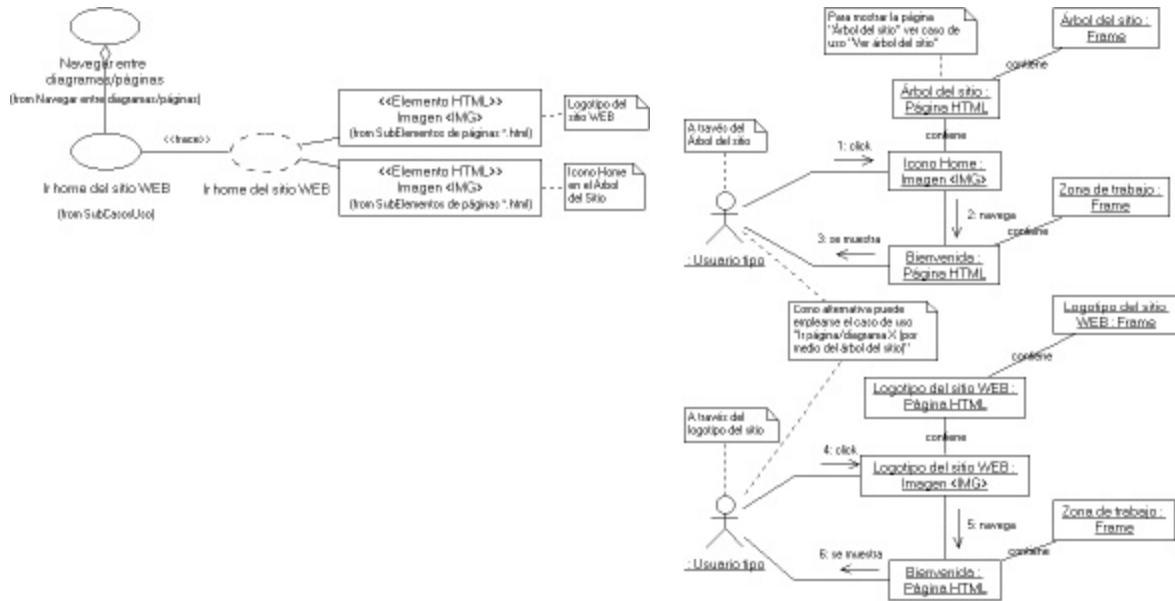 Navegar entre
diagramas/páginas
(from Navegar entre diagramas/páginas)
<<trace>>
Ir home del sitio WEB
(from SubCasosUso)
Ir home del sitio WEB
<<Elemento HTML>>
Imagen <IMG>
(from SubElementos de páginas *.html)
Logotipo del
sitio WEB
<<Elemento HTML>>
Imagen <IMG>
(from SubElementos de páginas *.html)
Icono Home
en el Árbol
del Sitio
Para mostrar la página
"Árbol del sitio" ver caso de
uso "Ver árbol del sitio"
Árbol del sitio :
Frame
contiene
Árbol del sitio :
Página HTML
contiene
A través del
Árbol del sitio
1: click
Icono Home :
Imagen <IMG>
Zona de trabajo :
Frame
2: navega
contiene
3: se muestra
: Usuario tipo
Bienvenida :
Página HTML
Como alternativa puede
emplearse el caso de uso
"Ir página/diagrama X (por
medio del árbol del sitio)"
Logotipo del sitio
WEB : Frame
contiene
Logotipo del sitio WEB :
Página HTML
contiene
A través del
logotipo del sitio
4: click
Logotipo del sitio WEB :
Imagen <IMG>
Zona de trabajo :
Frame
5: navega
contiene
6: se muestra
: Usuario tipo
Bienvenida :
Página HTML